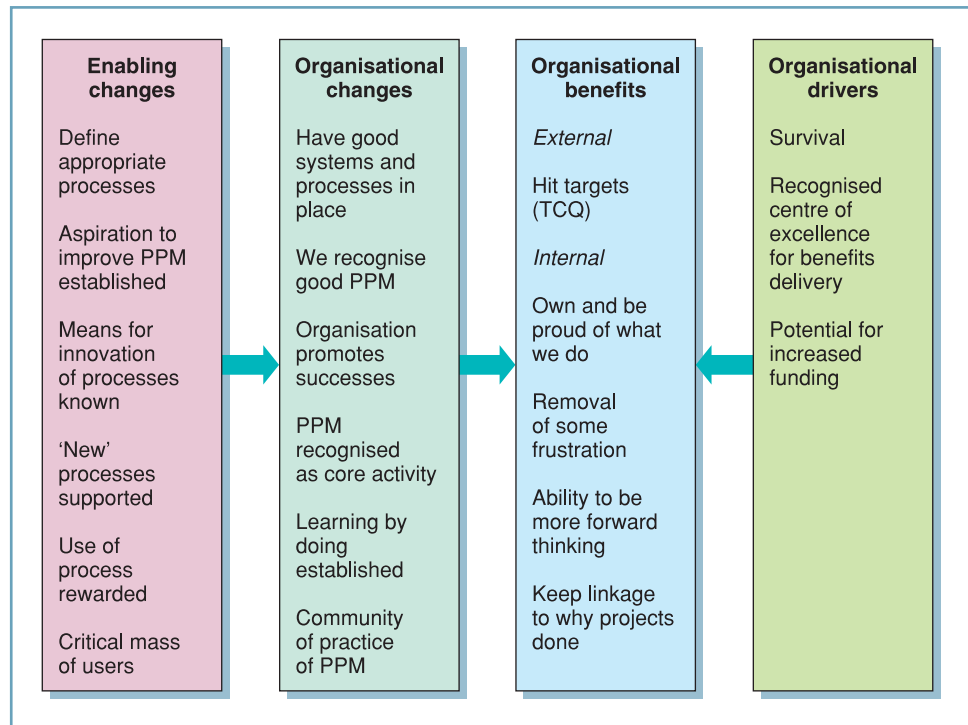 Enabling
changes
Define
appropriate
processes
Aspiration to
improve PPM
established
Means for
innovation
of processes
known
‘New’
processes
supported
Use of
process
rewarded
Critical mass
of users
Organisational
changes
Have good
systems and
processes in
place
We recognise
good PPM
Organisation
promotes
successes
PPM
recognised
as core activity
Learning by
doing
established
Community
of practice
of PPM
Organisational
benefits
External
Hit targets
(TCQ)
Internal
Own and be
proud of what
we do
Removal
of some
frustration
Ability to be
more forward
thinking
Keep linkage
to why projects
done
Organisational
drivers
Survival
Recognised
centre of
excellence
for benefits
delivery
Potential for
increased
funding